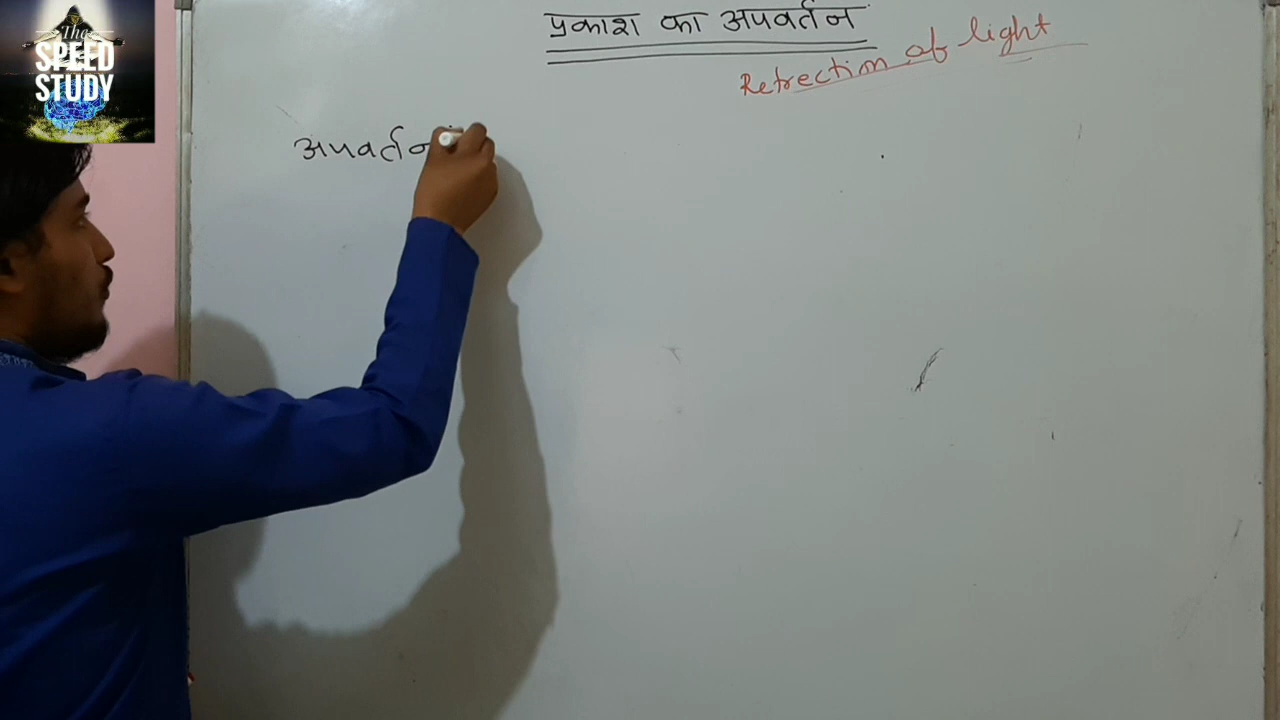 The
SPEED
STUDY
प्रकाश का अपवर्तन
Retrection of light
अपवर्तन